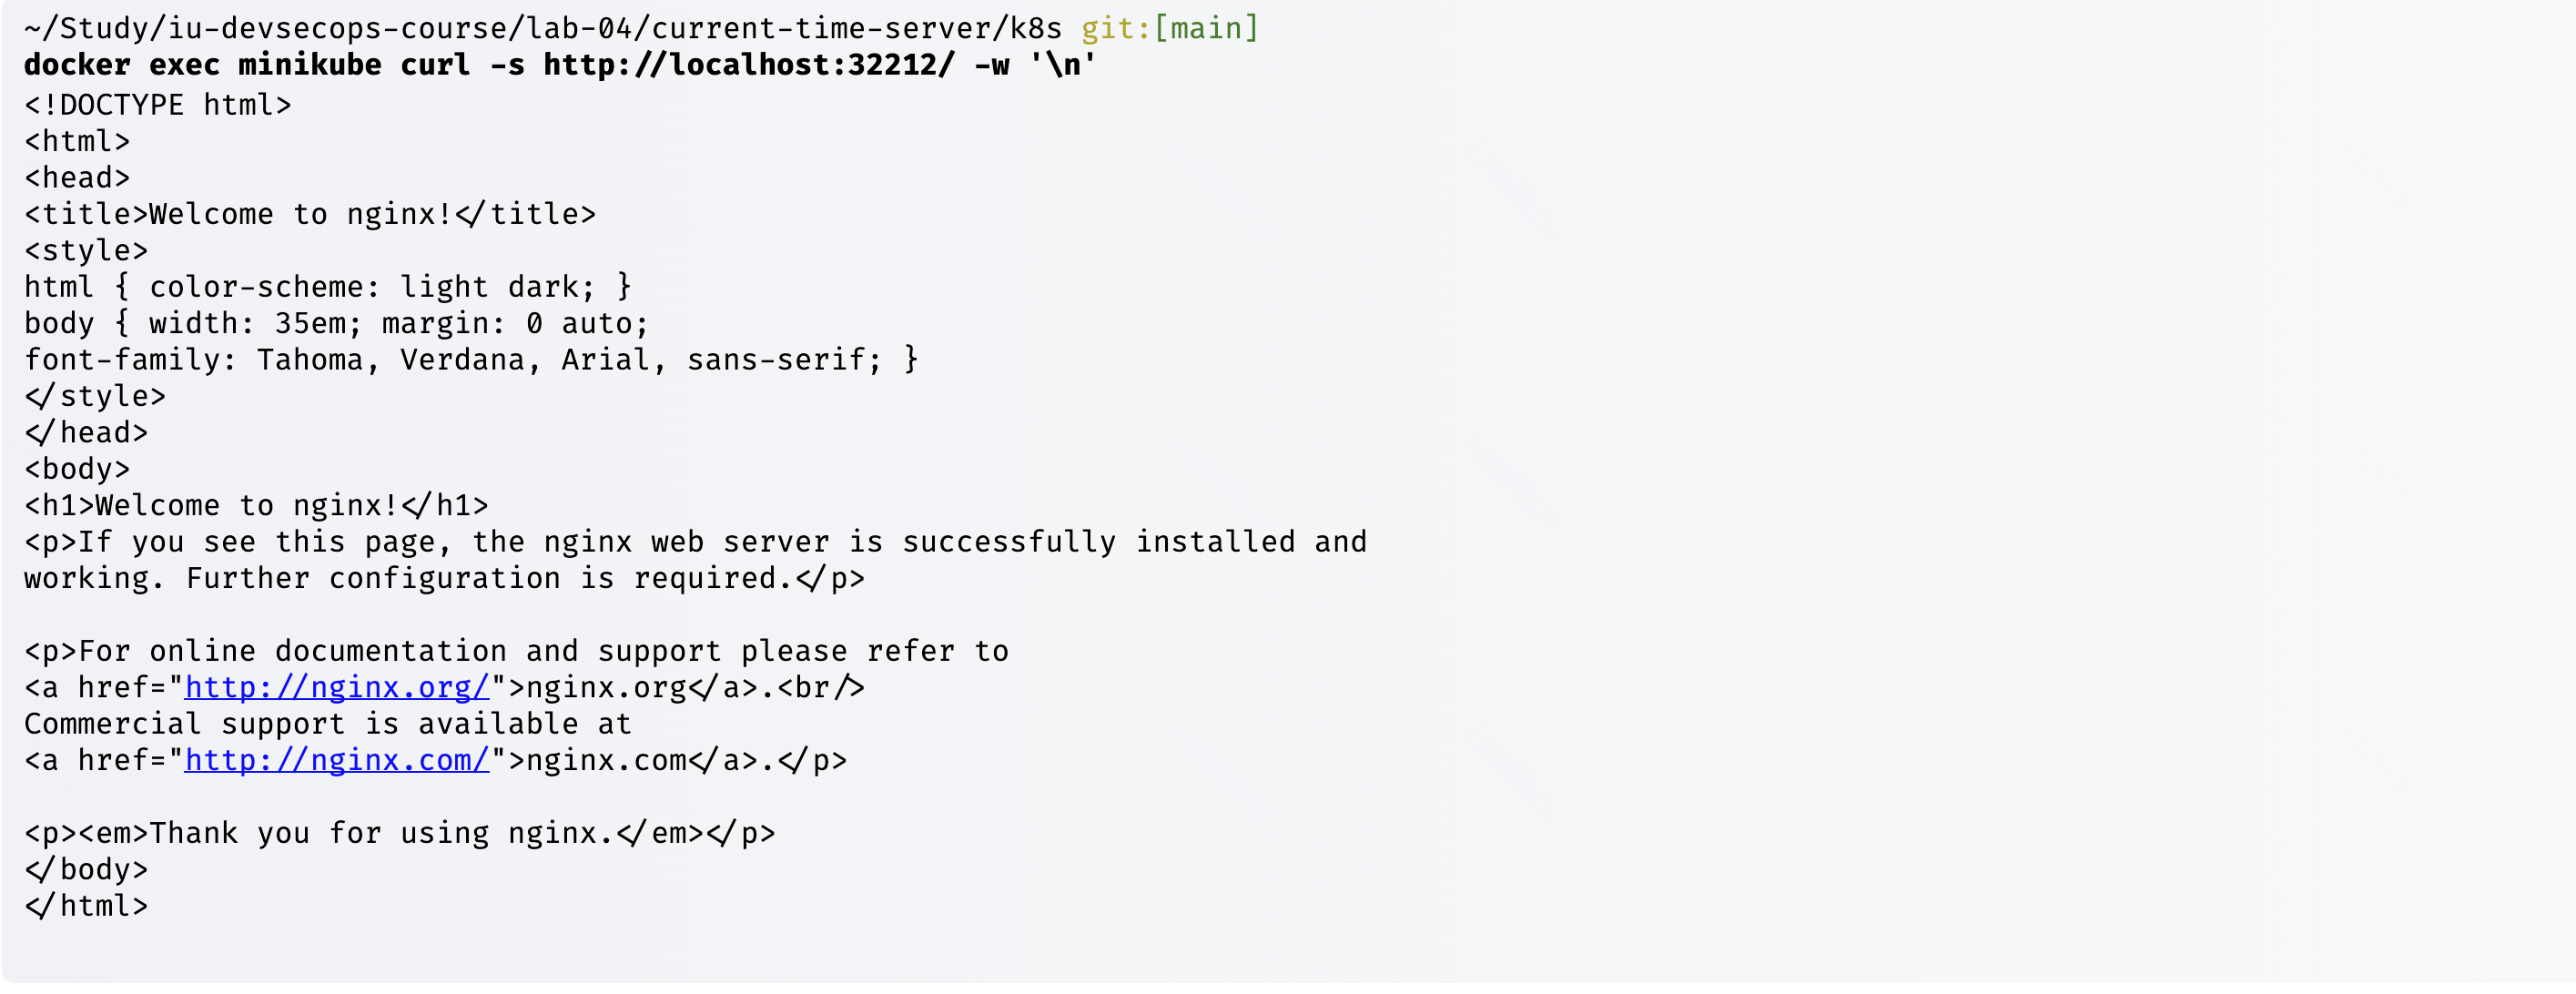 ~/Study/iu-devsecops-course/lab-04/current-time-server/k8s git:[main]
docker exec minikube curl -s http://localhost:32212/ -w '\n'
<!DOCTYPE html>
<html>
<head>
<title>Welcome to nginx!</title>
<style>
html { color-scheme: light dark; }
body { width: 35em; margin: 0 auto;
font-family: Tahoma, Verdana, Arial, sans-serif; }
</style>
</head>
<body>
<h1>Welcome to nginx!</h1>
<p>If you see this page, the nginx web server is successfully installed and
working. Further configuration is required.</p>

<p>For online documentation and support please refer to
<a href="http://nginx.org/">nginx.org</a>.<br/>
Commercial support is available at
<a href="http://nginx.com/">nginx.com</a>.</p>

<p><em>Thank you for using nginx.</em></p>
</body>
</html>